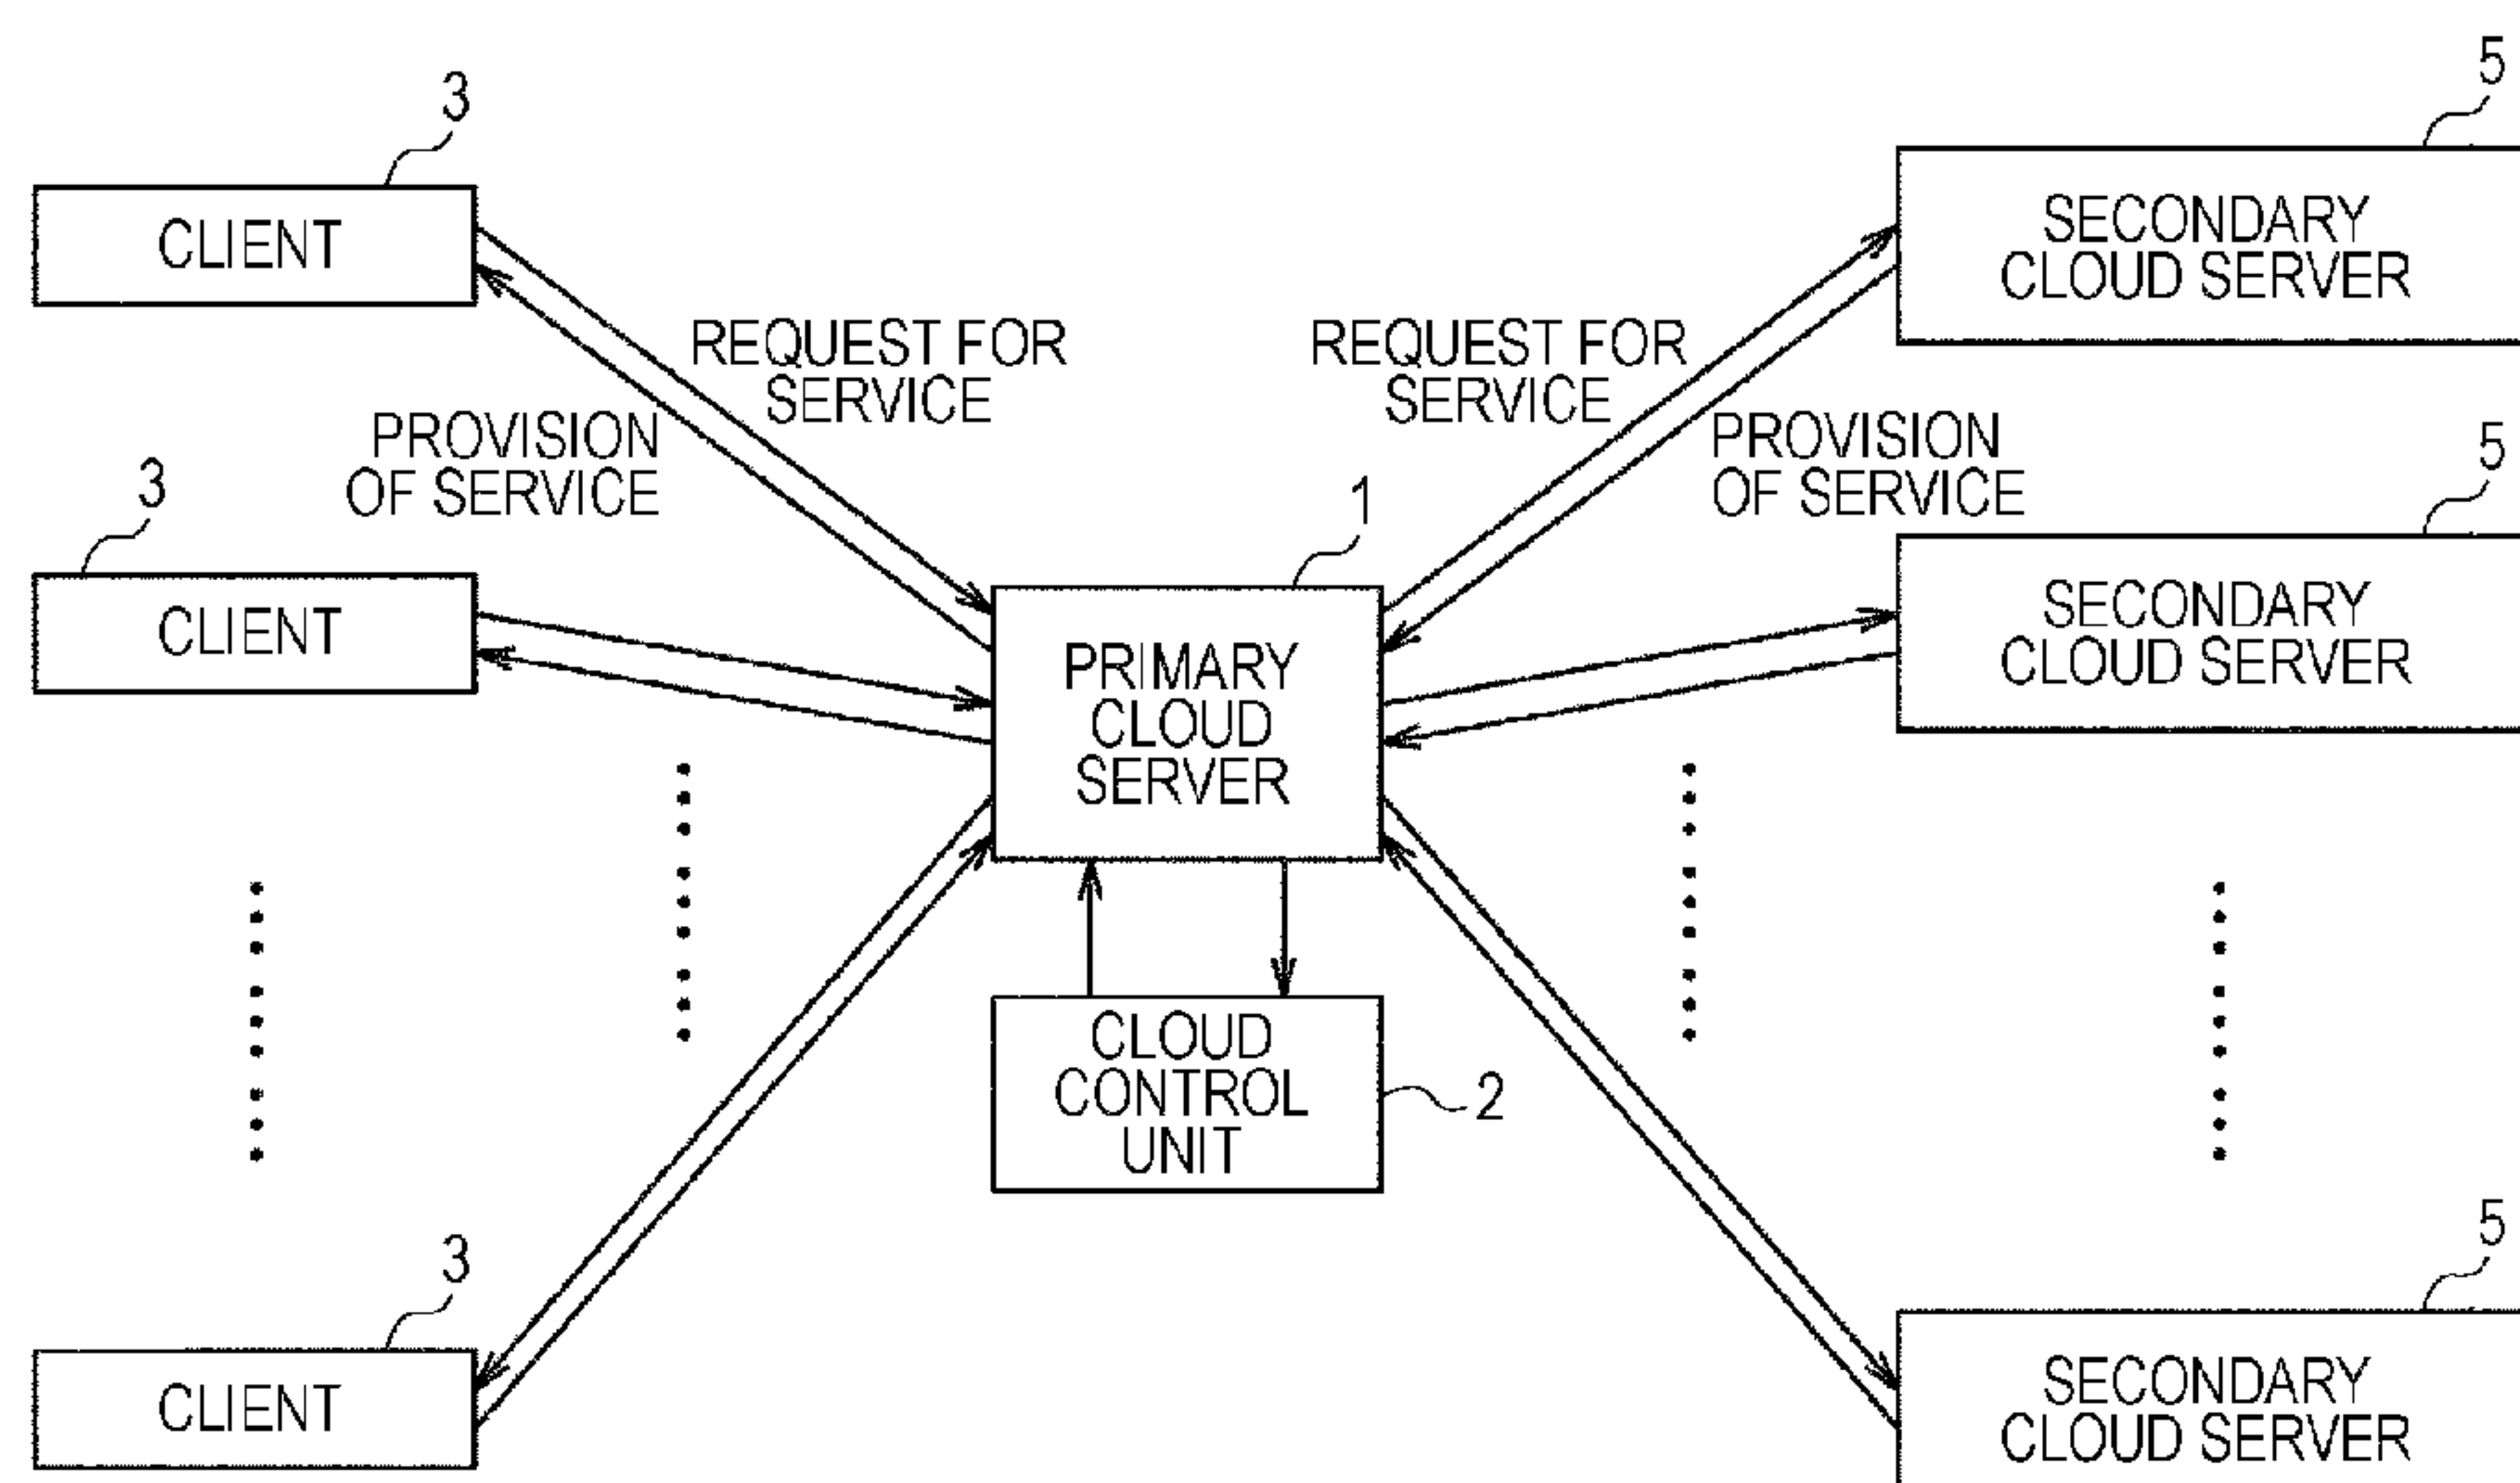 3
5
CLIENT
SECONDARY
CLOUD SERVER
REQUEST FOR
SERVICE
REQUEST FOR
SERVICE
PROVISION
OF SERVICE
PROVISION
OF SERVICE
3
1
5
CLIENT
PRIMARY
CLOUD
SERVER
SECONDARY
CLOUD SERVER
CLOUD
CONTROL
UNIT
2
3
5
CLIENT
SECONDARY
CLOUD SERVER